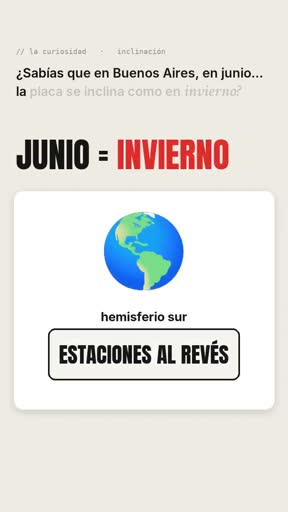 // la curiosidad · inclinación
¿Sabías que en Buenos Aires, en junio...
la placa se inclina como en invierno?
JUNIO = INVIERNO
hemisferio sur
ESTACIONES AL REVÉS